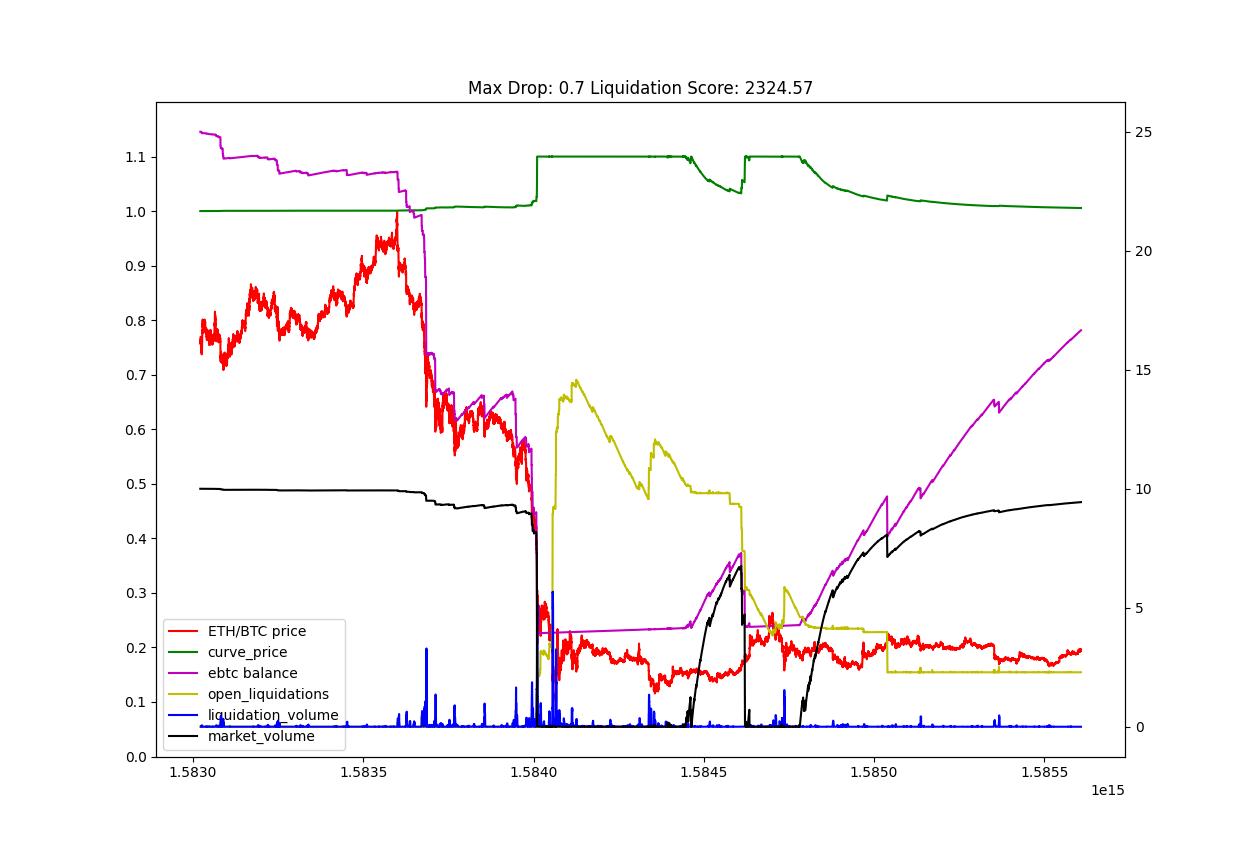 Max Drop: 0.7 Liquidation Score: 2324.57
1.1
1.0
0.9
0.8
0.7
0.6
0.5
0.4
0.3
0.2
0.1
0.0
25
20
15
10
5
0
ETH/BTC price
curve_price
ebtc balance
open_liquidations
liquidation_volume
market_volume
1.5830 1.5835 1.5840 1.5845 1.5850 1.5855
1e15